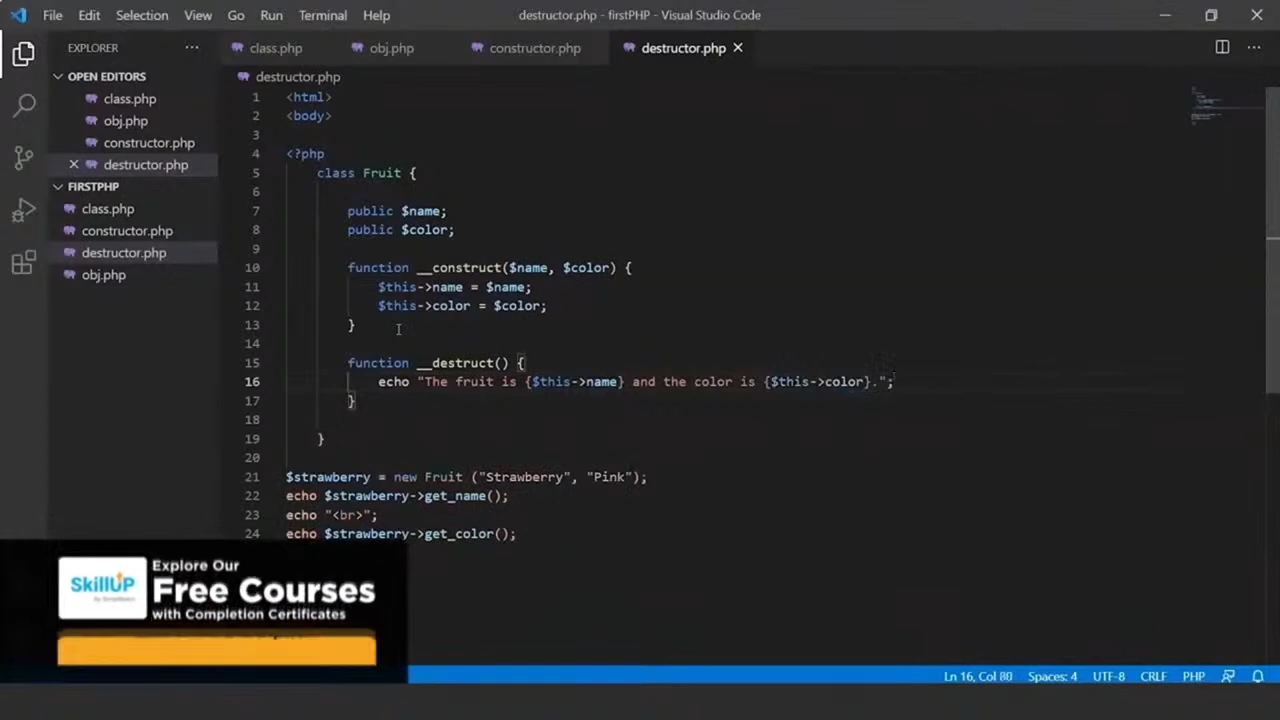 File Edit Selection View Go Run Terminal Help destructor.php - firstPHP - Visual Studio Code
EXPLORER
OPEN EDITORS
class.php
obj.php
constructor.php
destructor.php
FIRSTPHP
class.php
constructor.php
destructor.php
obj.php
class.php obj.php constructor.php destructor.php
destructor.php
1 <html>
2 <body>
3
4 <?php
5 class Fruit {
6
7 public $name;
8 public $color;
9
10 function __construct($name, $color) {
11 $this->name = $name;
12 $this->color = $color;
13 }
14
15 function __destruct() {
16 echo "The fruit is {$this->name} and the color is {$this->color}.";
17 }
18
19 }
20
21 $strawberry = new Fruit ("Strawberry", "Pink");
22 echo $strawberry->get_name();
23 echo "<br>";
24 echo $strawberry->get_color();
SkillUP
Explore Our
Free Courses
with Completion Certificates
Ln 16, Col 80 Spaces: 4 UTF-8 CRLF PHP